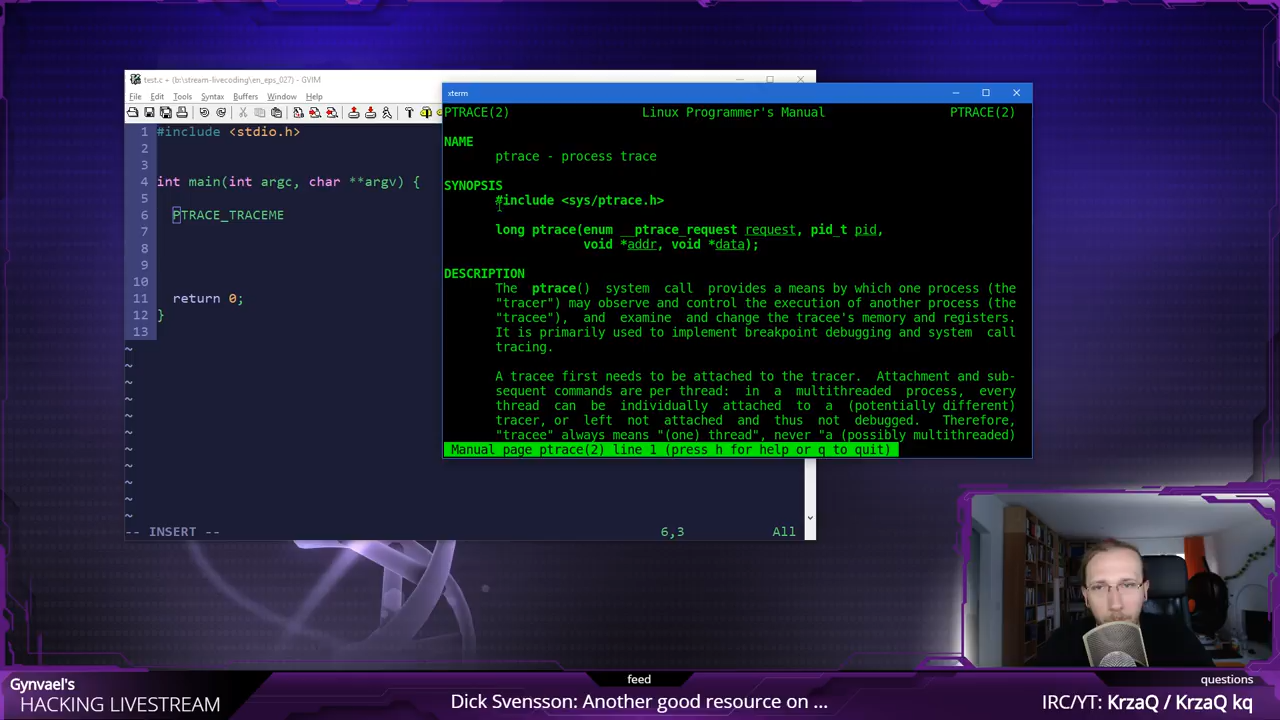 test.c + (b:\stream-livecoding\en_eps_027) - GVIM
File Edit Tools Syntax Buffers Window Help
1 #include <stdio.h>
2
3
4 int main(int argc, char **argv) {
5
6 PTRACE_TRACEME
7
8
9
10
11 return 0;
12 }
13
~
~
~
~
~
~
~
~
~
~
~
-- INSERT -- 6,3 All
xterm
PTRACE(2) Linux Programmer's Manual PTRACE(2)
NAME
ptrace - process trace
SYNOPSIS
#include <sys/ptrace.h>
long ptrace(enum __ptrace_request request, pid_t pid,
void *addr, void *data);
DESCRIPTION
The ptrace() system call provides a means by which one process (the
"tracer") may observe and control the execution of another process (the
"tracee"), and examine and change the tracee's memory and registers.
It is primarily used to implement breakpoint debugging and system call
tracing.
A tracee first needs to be attached to the tracer. Attachment and sub-
sequent commands are per thread: in a multithreaded process, every
thread can be individually attached to a (potentially different)
tracer, or left not attached and thus not debugged. Therefore,
"tracee" always means "(one) thread", never "a (possibly multithreaded)
Manual page ptrace(2) line 1 (press h for help or q to quit)
Gynvael's
HACKING LIVESTREAM
feed
Dick Svensson: Another good resource on ...
questions
IRC/YT: KrzaQ / KrzaQ kq